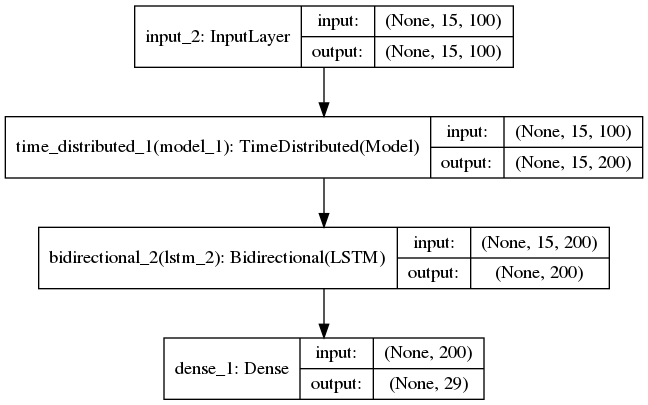 input_2: InputLayer
input: (None, 15, 100)
output: (None, 15, 100)
time_distributed_1(model_1): TimeDistributed(Model)
input: (None, 15, 100)
output: (None, 15, 200)
bidirectional_2(lstm_2): Bidirectional(LSTM)
input: (None, 15, 200)
output: (None, 200)
dense_1: Dense
input: (None, 200)
output: (None, 29)